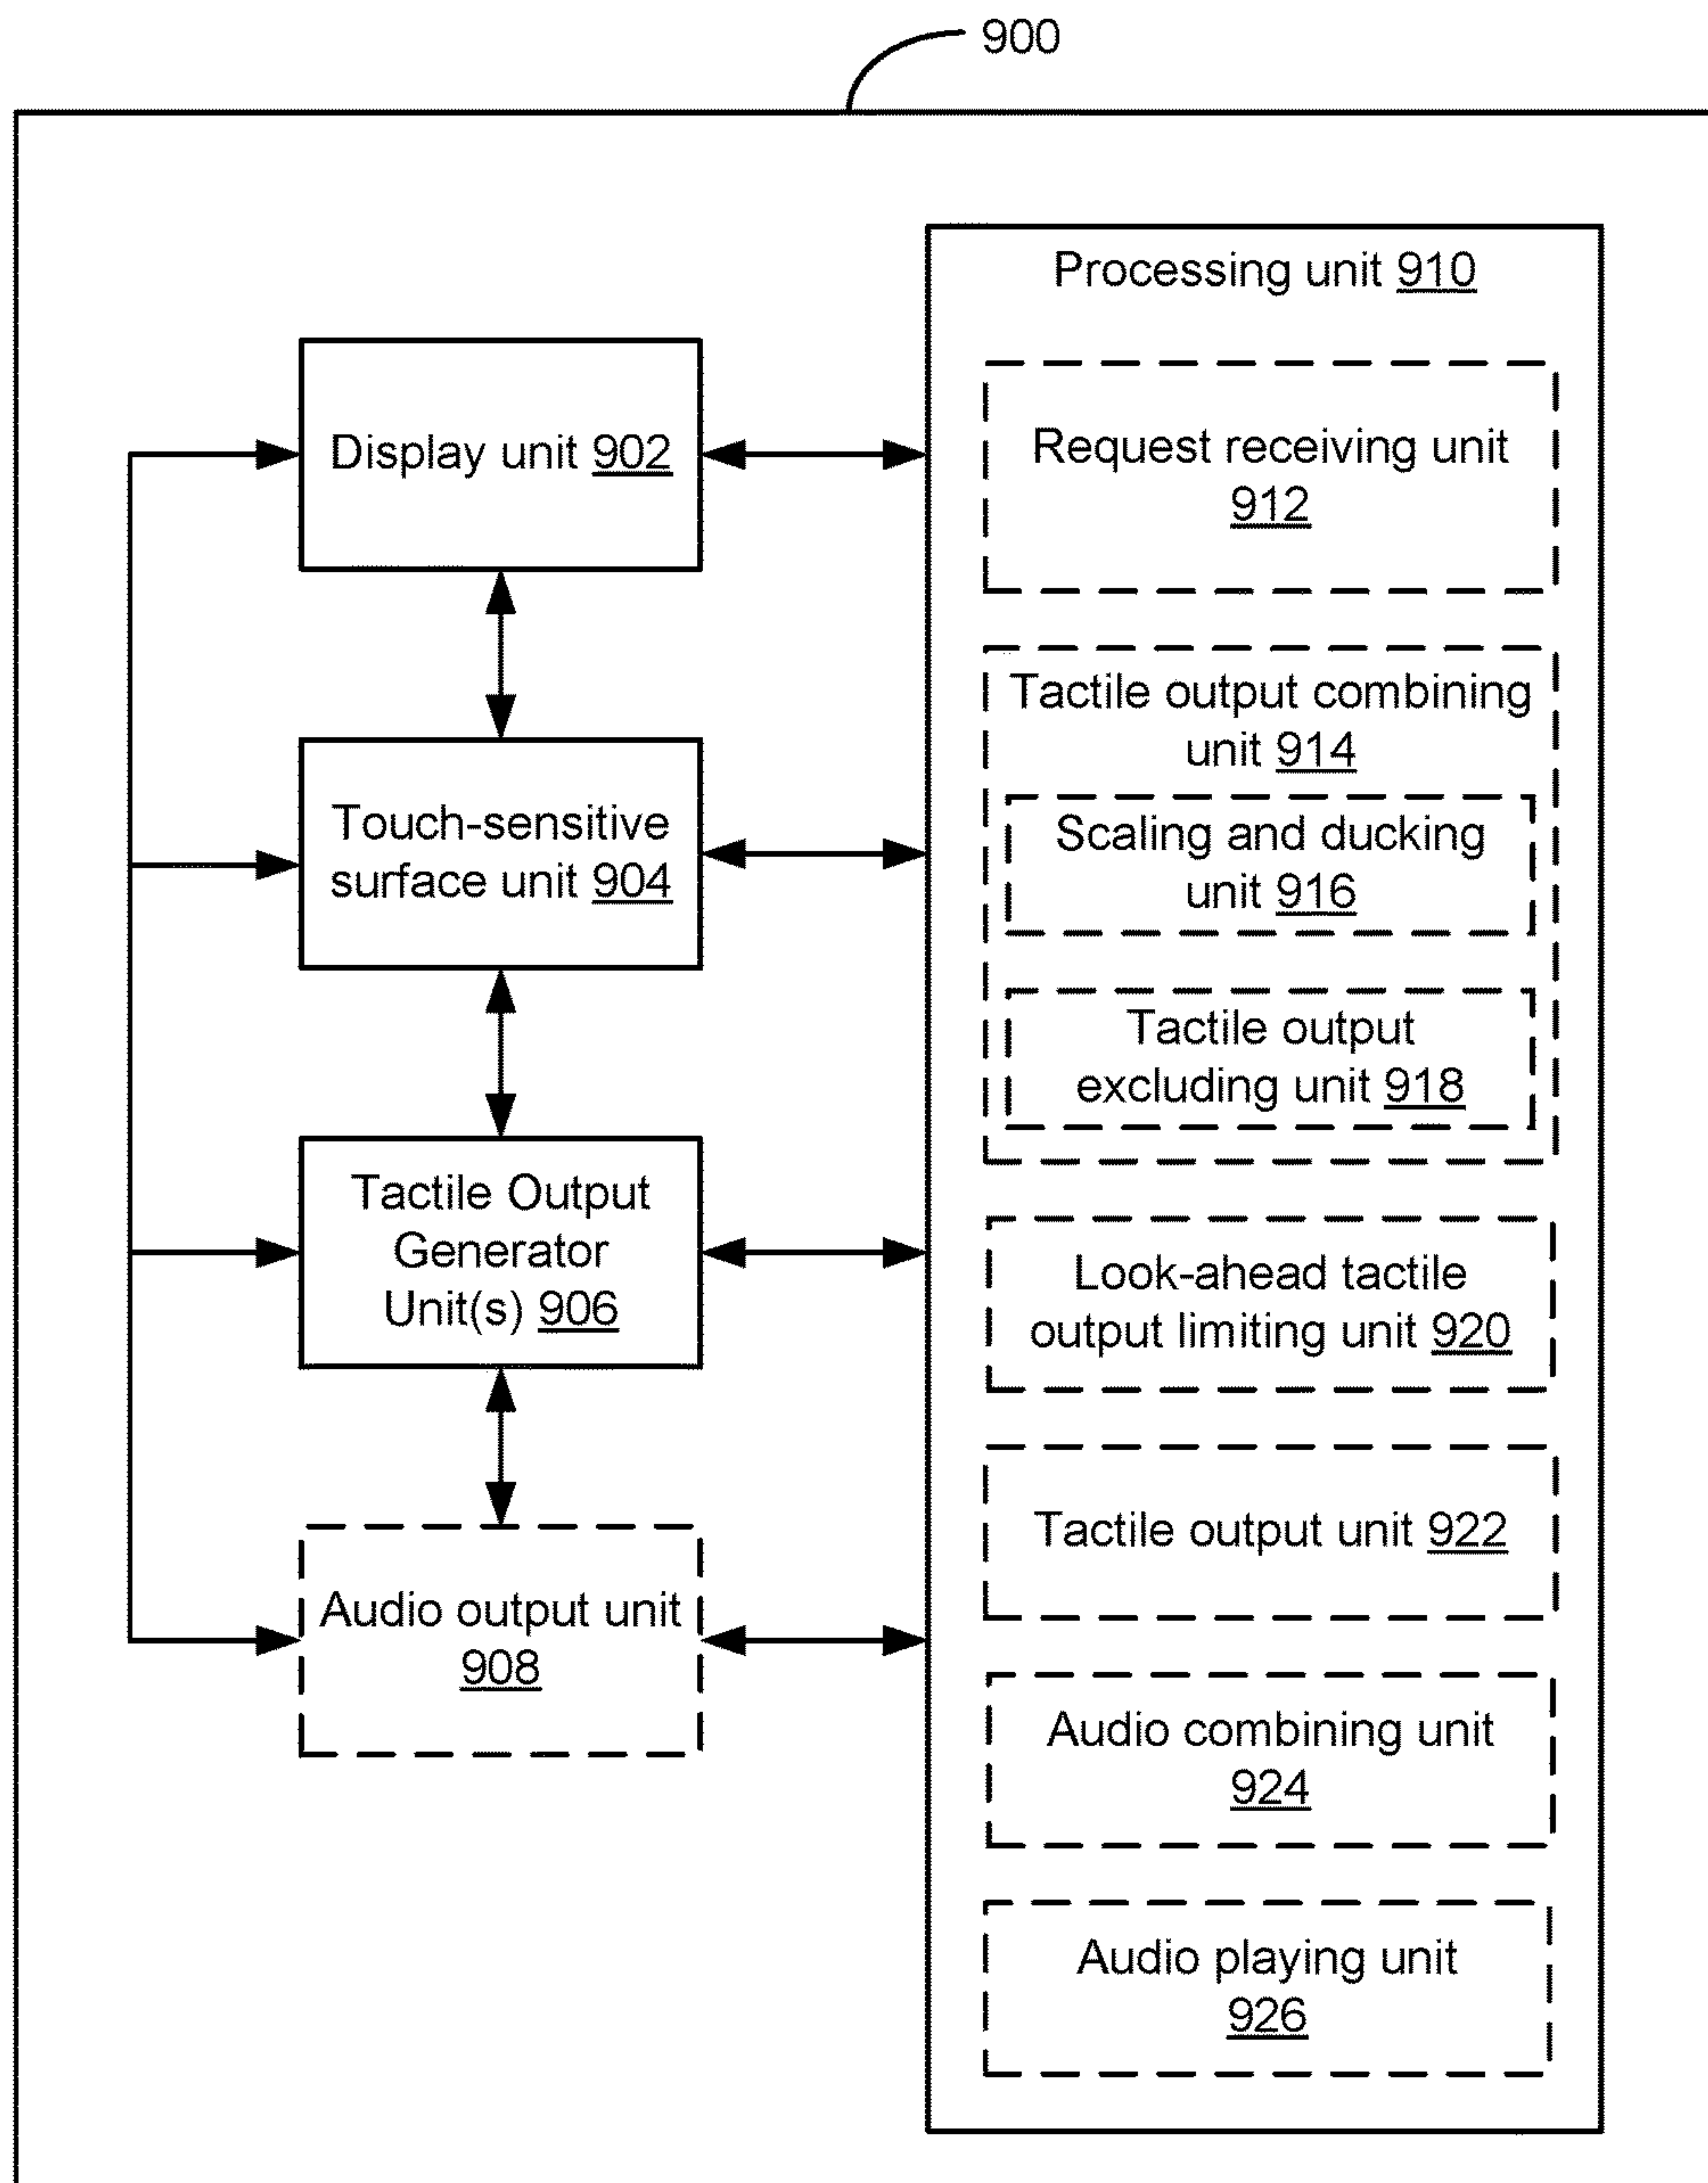 900
Display unit 902
Touch-sensitive
surface unit 904
Tactile Output
Generator
Unit(s) 906
Audio output unit
908
Processing unit 910
Request receiving unit
912
Tactile output combining
unit 914
Scaling and ducking
unit 916
Tactile output
excluding unit 918
Look-ahead tactile
output limiting unit 920
Tactile output unit 922
Audio combining unit
924
Audio playing unit
926